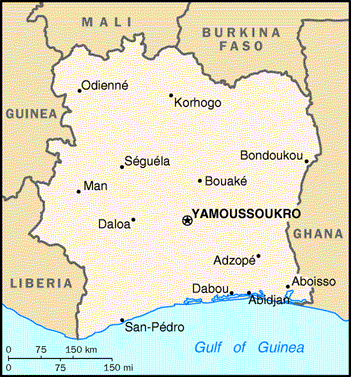 MALI
BURKINA
FASO
Odienné
Korhogo
GUINEA
Séguéla
Bondoukou
Man
Bouaké
Daloa
YAMOUSSOUKRO
GHANA
Adzopé
LIBERIA
Dabou
Aboisso
Abidjan
San-Pédro
Gulf of Guinea
0 75 150 km
0 75 150 mi